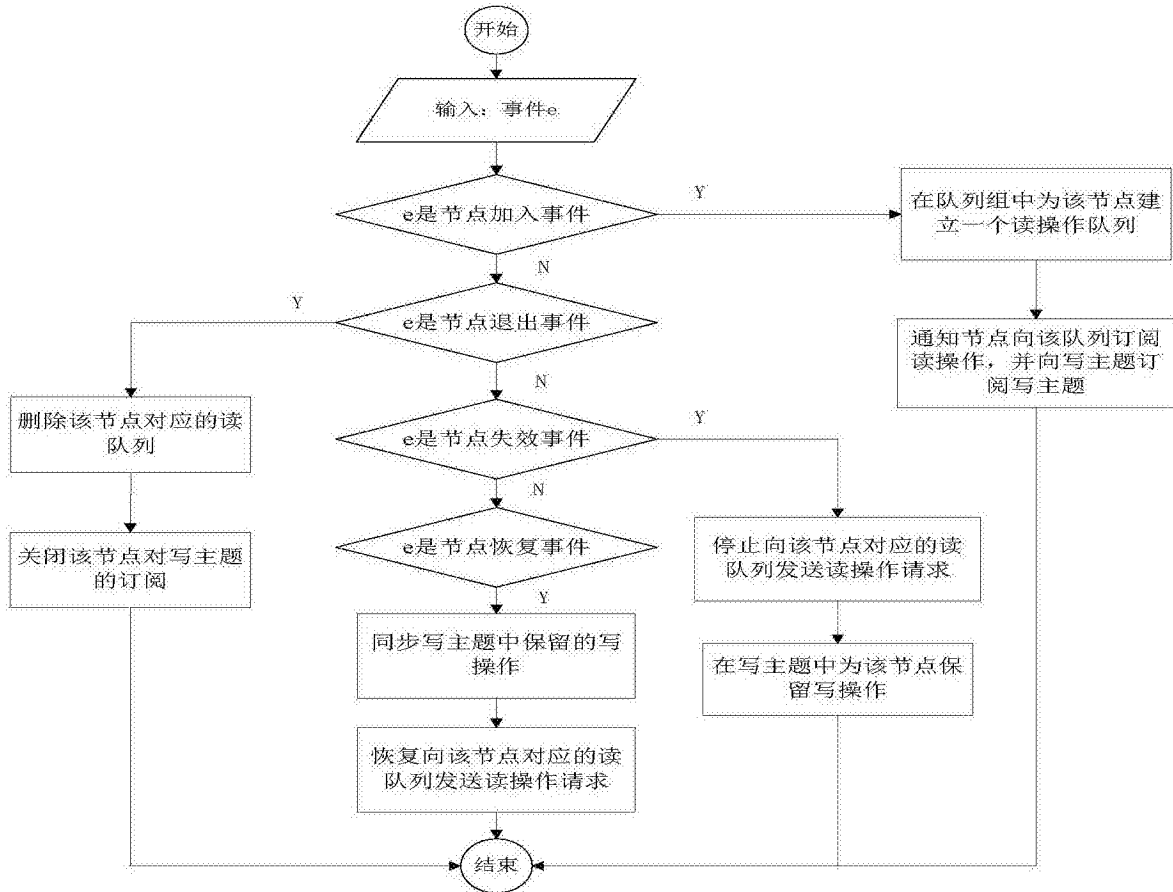 开始
输入：事件e
e是节点加入事件
Y
在队列组中为该节点建
立一个读操作队列
N
Y
e是节点退出事件
通知节点向该队列订阅
读操作，并向写主题订
阅写主题
N
删除该节点对应的读
队列
e是节点失效事件
Y
N
关闭该节点对写主题
的订阅
e是节点恢复事件
停止向该节点对应的读
队列发送读操作请求
Y
同步写主题中保留的写
操作
在写主题中为该节点保
留写操作
恢复向该节点对应的读
队列发送读操作请求
结束